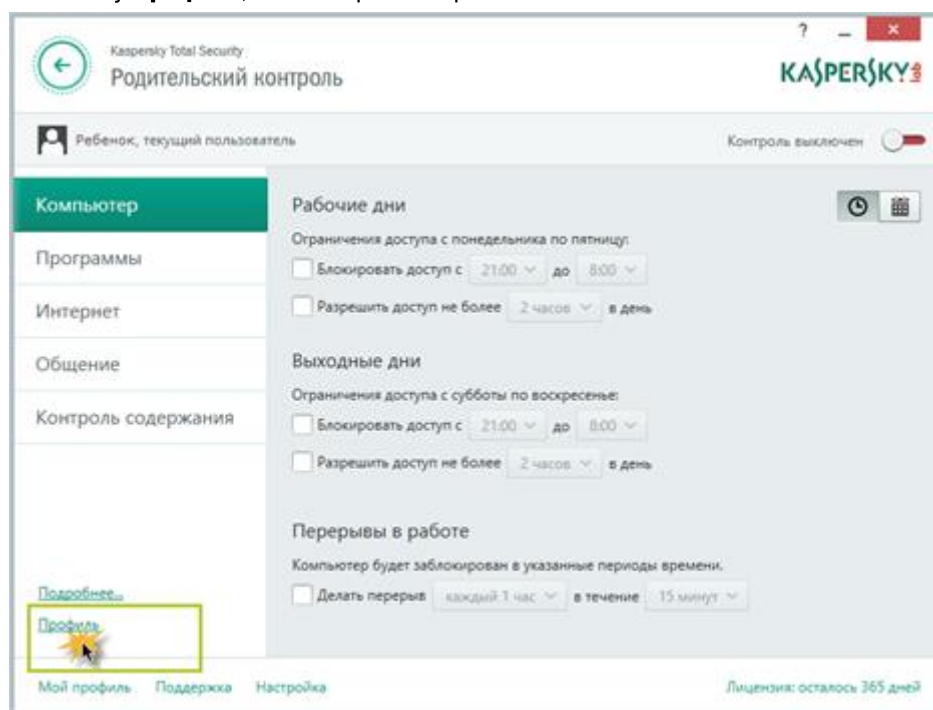 ?
Kaspersky Total Security
Родительский контроль
KASPERSKY lab
Ребенок, текущий пользователь
Контроль выключен
Компьютер
Программы
Интернет
Общение
Контроль содержания
Подробнее...
Профиль
Рабочие дни
Ограничения доступа с понедельника по пятницу:
Блокировать доступ с 21:00 до 8:00
Разрешить доступ не более 2 часов в день
Выходные дни
Ограничения доступа с субботы по воскресенье:
Блокировать доступ с 21:00 до 8:00
Разрешить доступ не более 2 часов в день
Перерывы в работе
Компьютер будет заблокирован в указанные периоды времени.
Делать перерыв каждый 1 час в течение 15 минут
Мой профиль Поддержка Настройка
Лицензия: осталось 365 дней